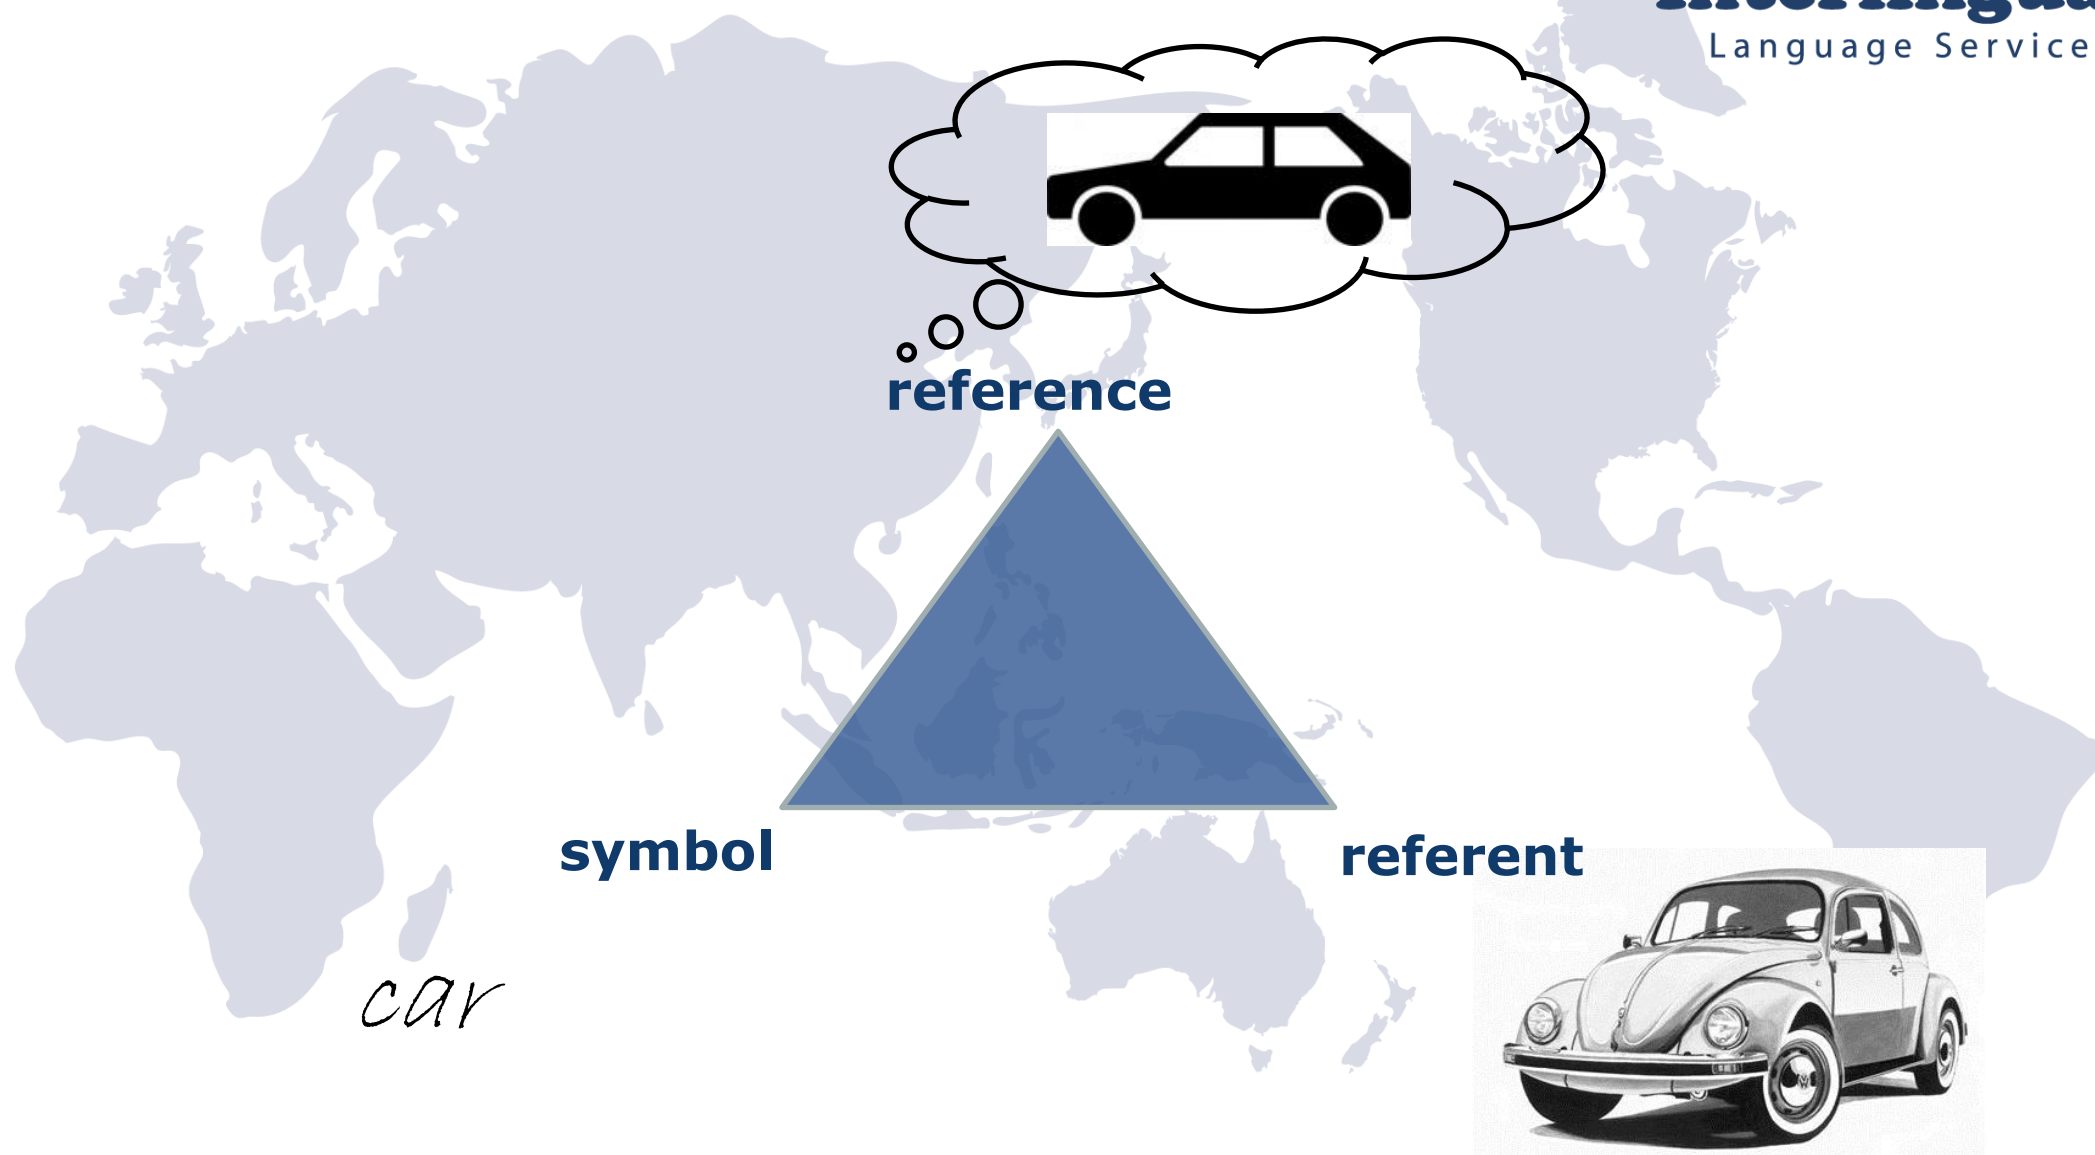 Language Service
reference
symbol
referent
car